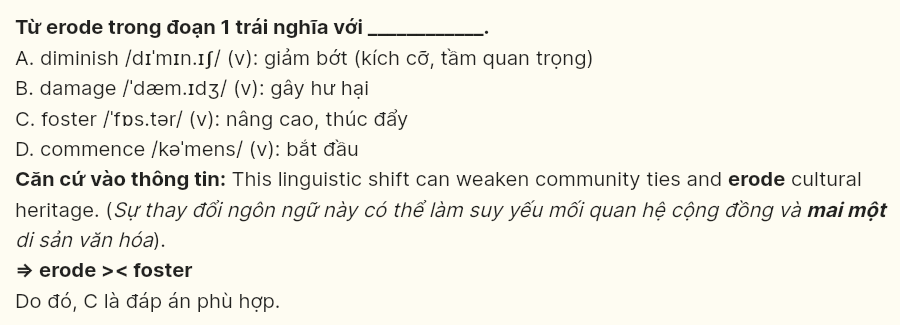 Từ erode trong đoạn 1 trái nghĩa với ____________.
A. diminish /dɪˈmɪn.ɪʃ/ (v): giảm bớt (kích cỡ, tầm quan trọng)
B. damage /ˈdæm.ɪdʒ/ (v): gây hư hại
C. foster /ˈfɒs.tər/ (v): nâng cao, thúc đẩy
D. commence /kəˈmens/ (v): bắt đầu
Căn cứ vào thông tin: This linguistic shift can weaken community ties and erode cultural
heritage. (Sự thay đổi ngôn ngữ này có thể làm suy yếu mối quan hệ cộng đồng và mai một
di sản văn hóa).
⇒ erode >< foster
Do đó, C là đáp án phù hợp.